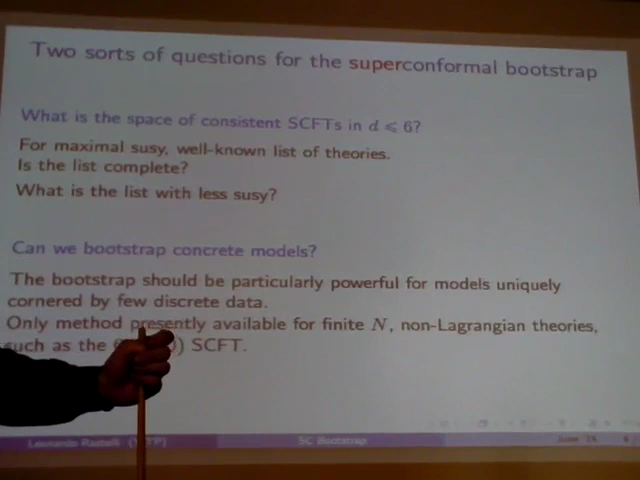 Two sorts of questions for the superconformal bootstrap
What is the space of consistent SCFTs in d ⩽ 6?
For maximal susy, well-known list of theories.
Is the list complete?
What is the list with less susy?
Can we bootstrap concrete models?
The bootstrap should be particularly powerful for models uniquely
cornered by few discrete data.
Only method presently available for finite N, non-Lagrangian theories,
such as the ) SCFT.
Leonardo Rastelli (YITP) SC Bootstrap June